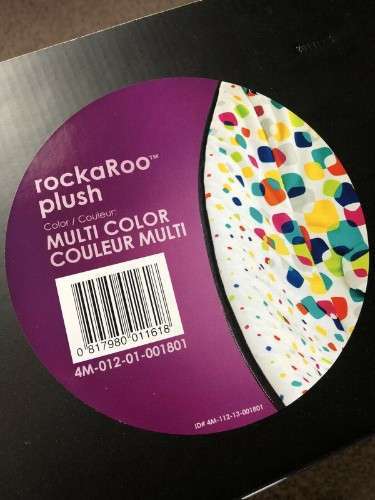 rockaRoo™
plush
Color / Couleur:
MULTI COLOR
COULEUR MULTI
0 817980 011618
4M-012-01-001801
ID# 4M-112-13-001801